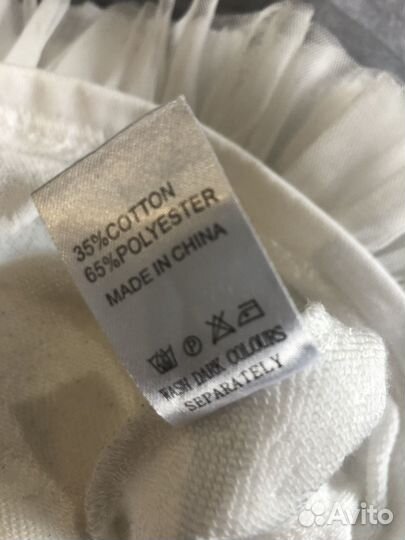 35%COTTON
65%POLYESTER
MADE IN CHINA
P
WASH DARK COLOURS
SEPARATELY
Avito